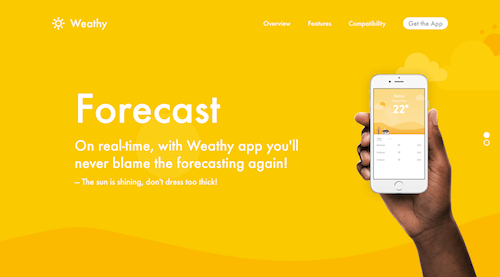 Weathy
Overview
Features
Compatibility
Get the App
Forecast
On real-time, with Weathy app you'll
never blame the forecasting again!
— The sun is shining, don't dress too thick!
22°